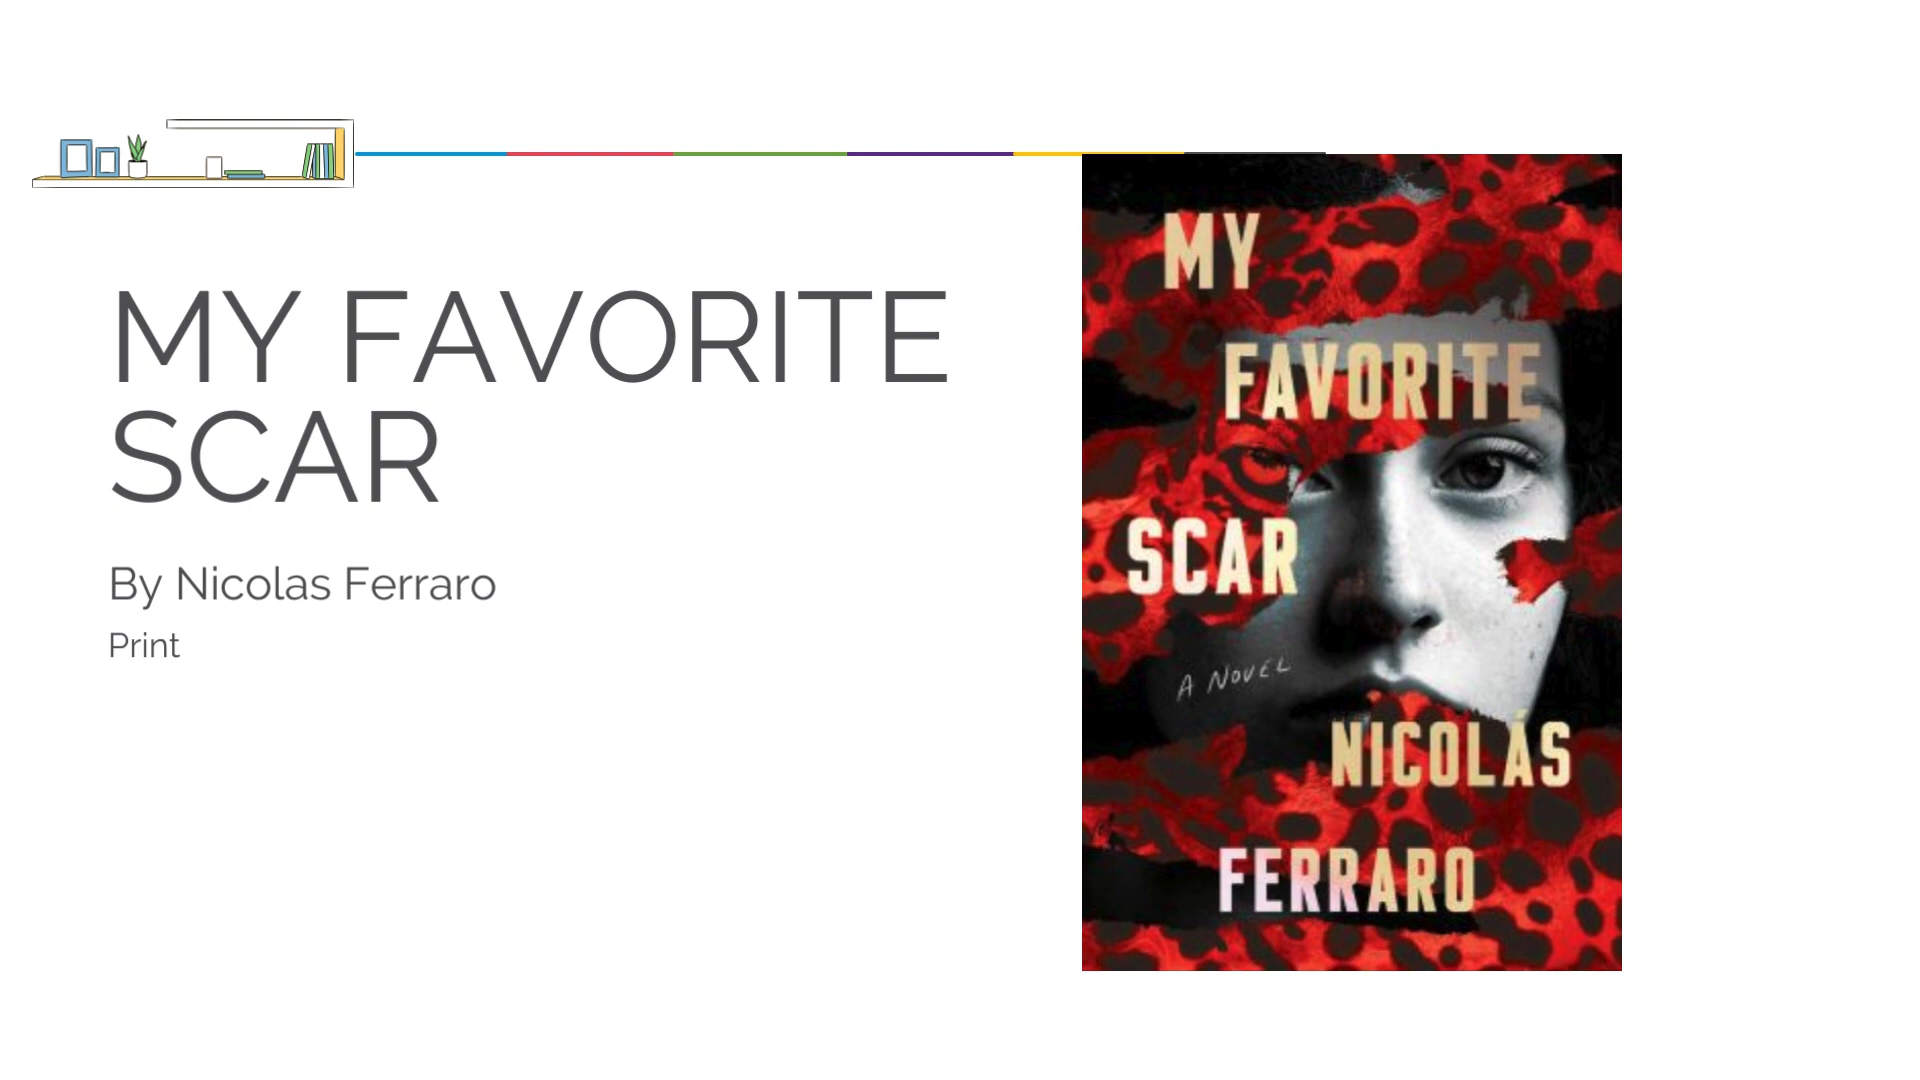 MY FAVORITE
SCAR
By Nicolas Ferraro
Print
MY
FAVORITE
SCAR
A NOVEL
NICOLÁS
FERRARO